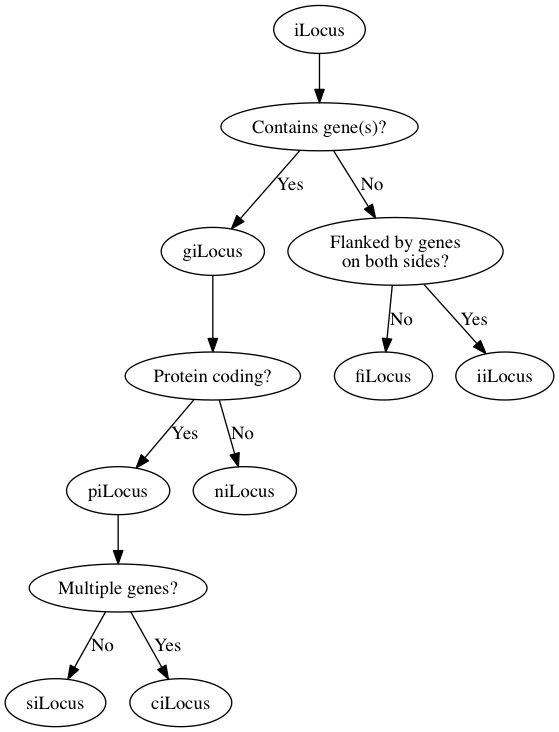 iLocus
Contains gene(s)?
Yes
No
giLocus
Flanked by genes
on both sides?
No
Yes
Protein coding?
fiLocus
iiLocus
Yes
No
piLocus
niLocus
Multiple genes?
No
Yes
siLocus
ciLocus